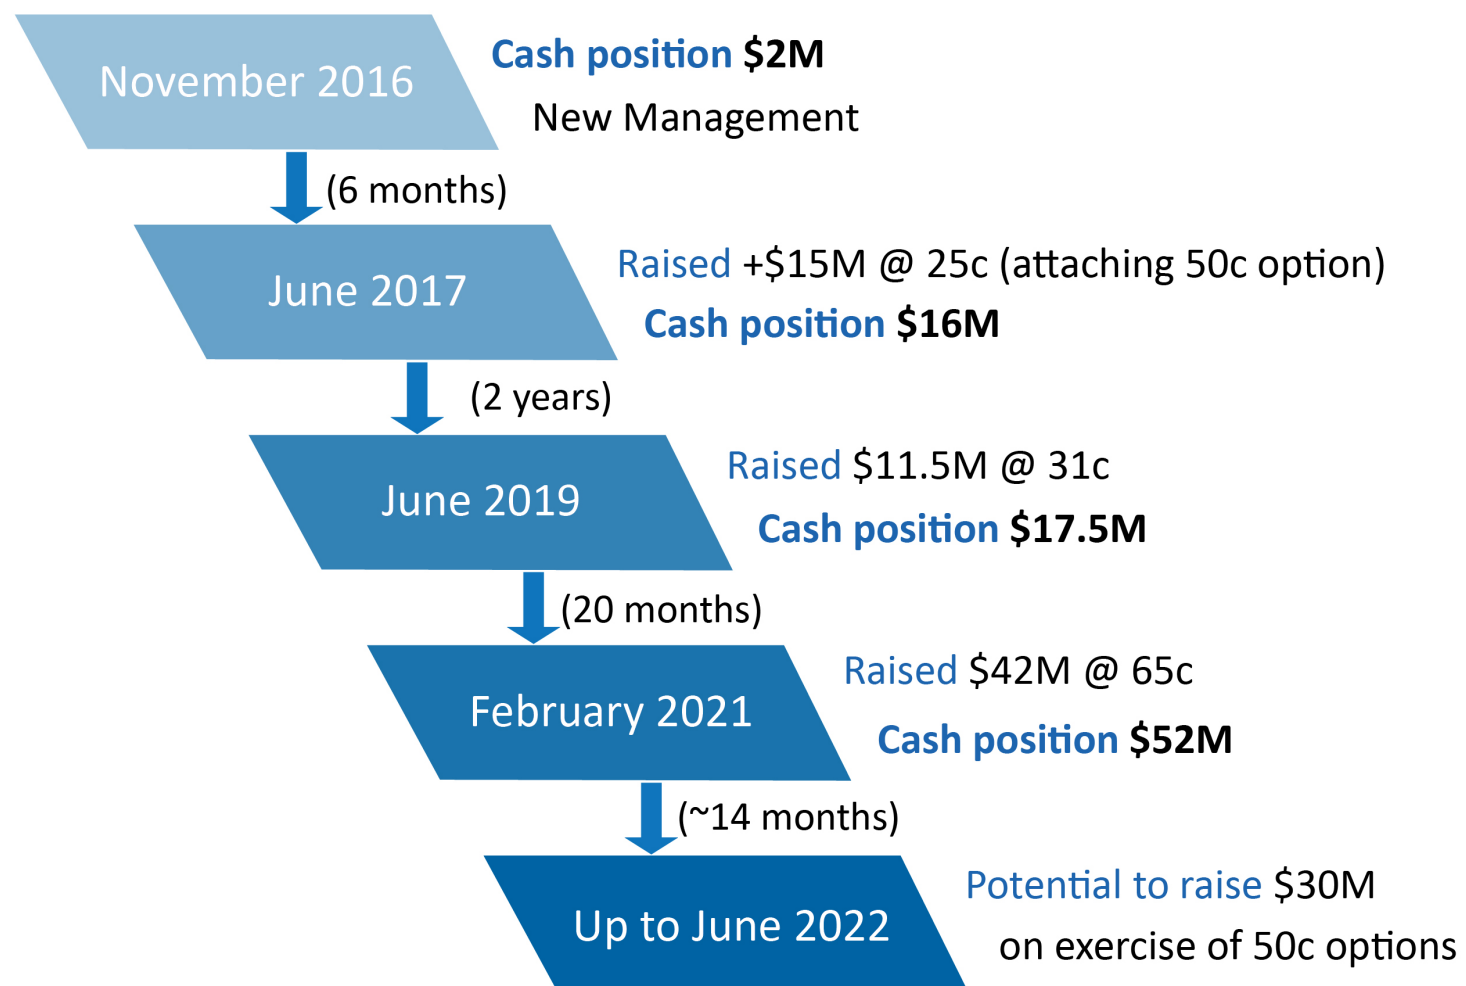 November 2016
Cash position $2M
New Management
(6 months)
June 2017
Raised +$15M @ 25c (attaching 50c option)
Cash position $16M
(2 years)
June 2019
Raised $11.5M @ 31c
Cash position $17.5M
(20 months)
February 2021
Raised $42M @ 65c
Cash position $52M
(~14 months)
Up to June 2022
Potential to raise $30M
on exercise of 50c options